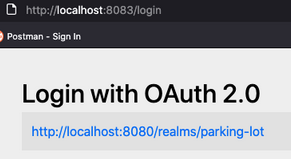 http://localhost:8083/login
Postman - Sign In
Login with OAuth 2.0
http://localhost:8080/realms/parking-lot